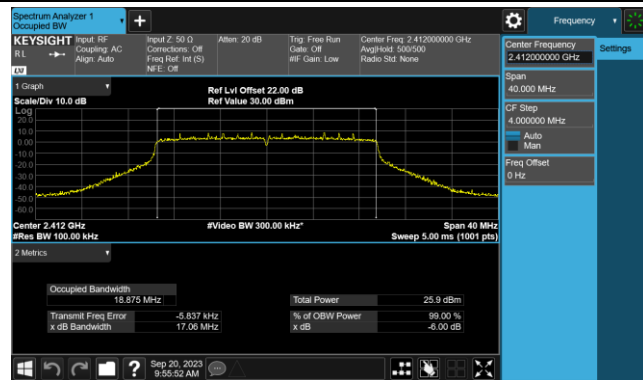 Spectrum Analyzer 1
Occupied BW
Frequency
KEYSIGHT
RL
Input: RF
Coupling: AC
Align: Auto
Input Z: 50 Ω
Corrections: Off
Freq Ref: Int (S)
NFE: Off
Atten: 20 dB
Trig: Free Run
Gate: Off
#IF Gain: Low
Center Freq: 2.412000000 GHz
Avg|Hold: 500/500
Radio Std: None
LXI
Center Frequency
2.412000000 GHz
Settings
Span
40.000 MHz
CF Step
4.000000 MHz
Auto
Man
Freq Offset
0 Hz
1 Graph
Scale/Div 10.0 dB
Ref Lvl Offset 22.00 dB
Ref Value 30.00 dBm
Log
20.0
10.0
0.00
-10.0
-20.0
-30.0
-40.0
-50.0
-60.0
Center 2.412 GHz
#Res BW 100.00 kHz
#Video BW 300.00 kHz*
Span 40 MHz
Sweep 5.00 ms (1001 pts)
2 Metrics
Occupied Bandwidth
18.875 MHz
Total Power 25.9 dBm
Transmit Freq Error -5.837 kHz
% of OBW Power 99.00 %
x dB Bandwidth 17.06 MHz
x dB -6.00 dB
?
Sep 20, 2023
9:55:52 AM